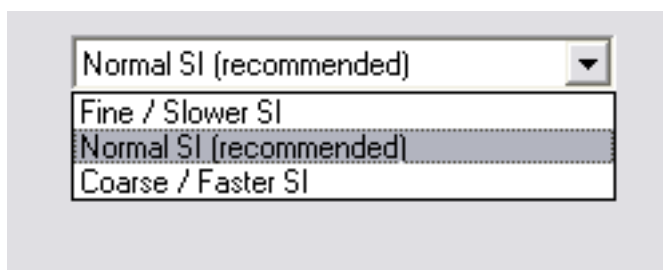 Normal SI (recommended)
Fine / Slower SI
Normal SI (recommended)
Coarse / Faster SI